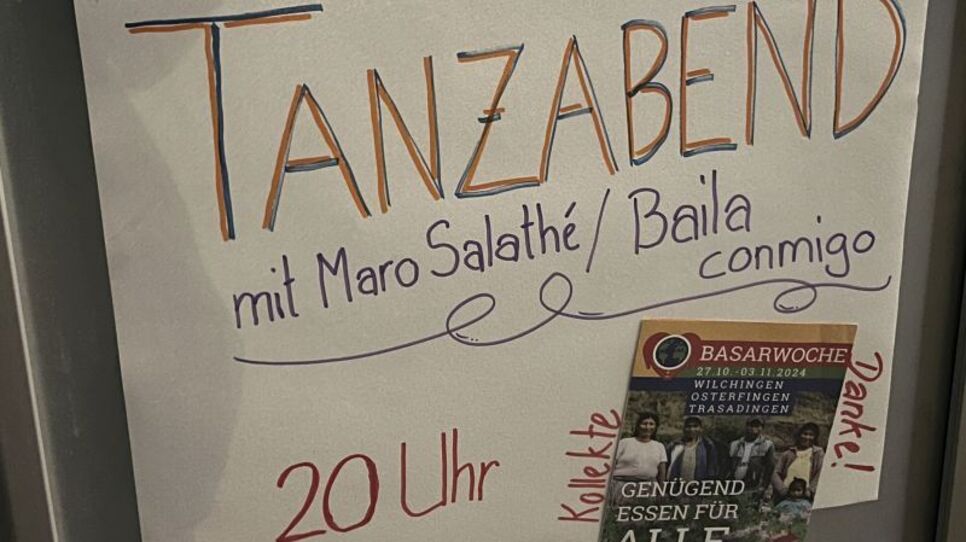 TANZABEND
mit Maro Salathé / Baila
conmigo
20 Uhr
Kollekte
Danke!
BASARWOCHE
27.10.-03.11.2024
WILCHINGEN
OSTERFINGEN
TRASADINGEN
GENÜGEND
ESSEN FÜR
ALLE